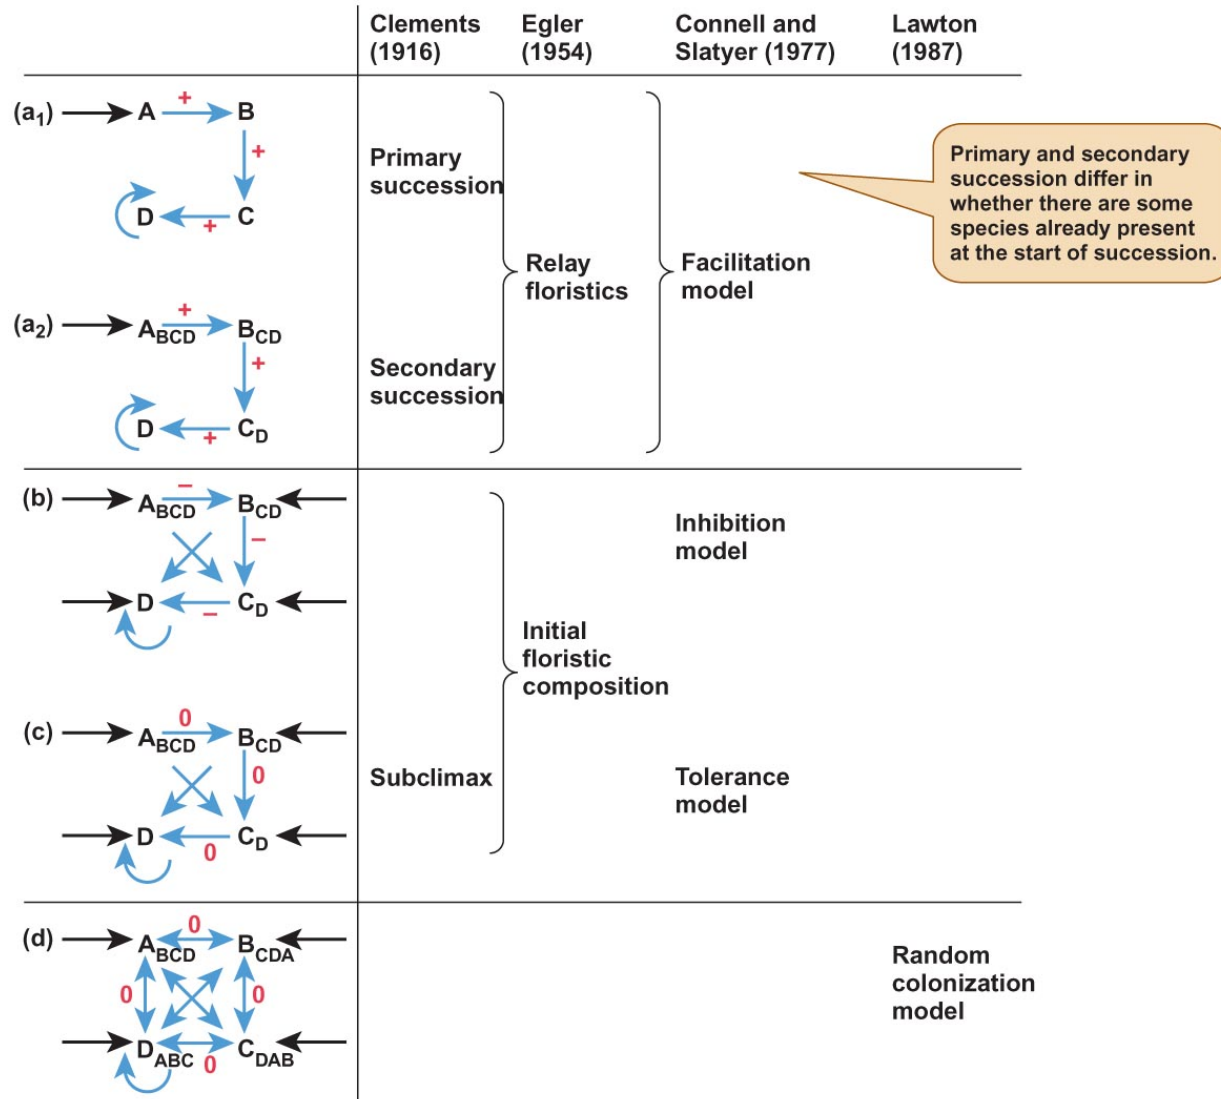 Clements (1916)
Egler (1954)
Connell and Slatyer (1977)
Lawton (1987)
(a1)
A
+
B
+
D
+
C
Primary succession
Primary and secondary
succession differ in
whether there are some
species already present
at the start of succession.
Relay floristics
Facilitation model
(a2)
ABCD
+
BCD
+
D
+
CD
Secondary succession
(b)
ABCD
–
BCD
–
D
–
CD
Inhibition model
Initial floristic composition
(c)
ABCD
0
BCD
0
D
0
CD
Subclimax
Tolerance model
(d)
ABCD
0
BCDA
0
0
DABC
0
CDAB
Random colonization model